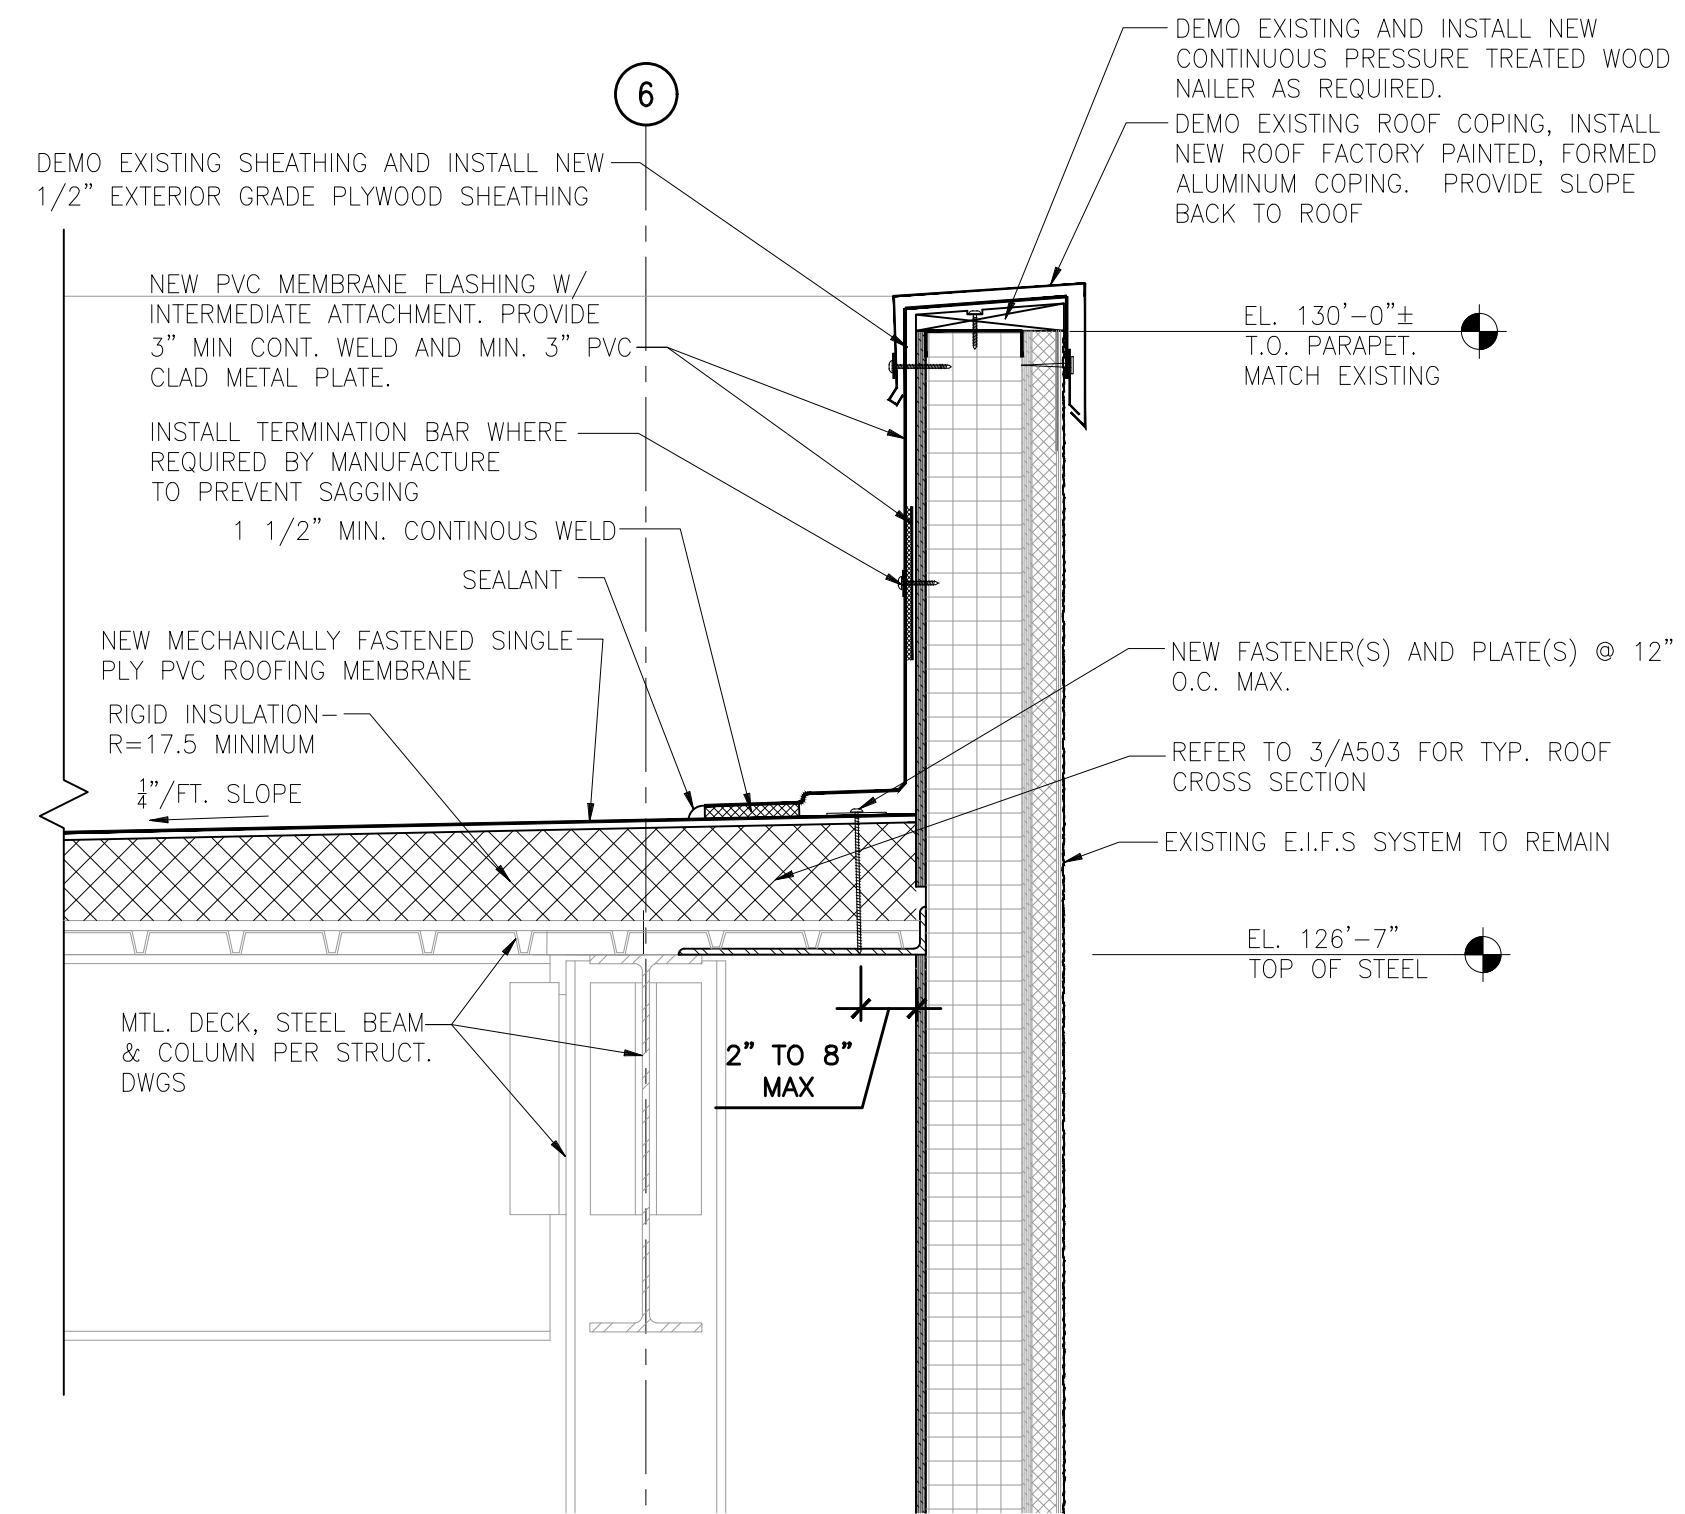 6
DEMO EXISTING SHEATHING AND INSTALL NEW
1/2" EXTERIOR GRADE PLYWOOD SHEATHING
NEW PVC MEMBRANE FLASHING W/
INTERMEDIATE ATTACHMENT. PROVIDE
3" MIN CONT. WELD AND MIN. 3" PVC
CLAD METAL PLATE.
INSTALL TERMINATION BAR WHERE
REQUIRED BY MANUFACTURE
TO PREVENT SAGGING
1 1/2" MIN. CONTINOUS WELD
SEALANT
NEW MECHANICALLY FASTENED SINGLE
PLY PVC ROOFING MEMBRANE
RIGID INSULATION-
R=17.5 MINIMUM
1/4"/FT. SLOPE
MTL. DECK, STEEL BEAM
& COLUMN PER STRUCT.
DWGS
2" TO 8"
MAX
DEMO EXISTING AND INSTALL NEW
CONTINUOUS PRESSURE TREATED WOOD
NAILER AS REQUIRED.
DEMO EXISTING ROOF COPING, INSTALL
NEW ROOF FACTORY PAINTED, FORMED
ALUMINUM COPING. PROVIDE SLOPE
BACK TO ROOF
EL. 130'-0"±
T.O. PARAPET.
MATCH EXISTING
NEW FASTENER(S) AND PLATE(S) @ 12"
O.C. MAX.
REFER TO 3/A503 FOR TYP. ROOF
CROSS SECTION
EXISTING E.I.F.S SYSTEM TO REMAIN
EL. 126'-7"
TOP OF STEEL